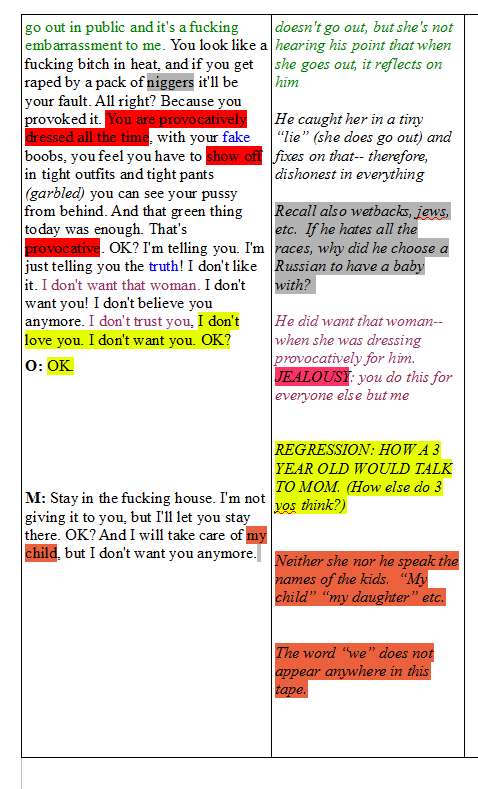 go out in public and it's a fucking
embarrassment to me. You look like a
fucking bitch in heat, and if you get
raped by a pack of niggers it'll be
your fault. All right? Because you
provoked it. You are provocatively
dressed all the time, with your fake
boobs, you feel you have to show off
in tight outfits and tight pants
(garbled) you can see your pussy
from behind. And that green thing
today was enough. That's
provocative. OK? I'm telling you. I'm
just telling you the truth! I don't like
it. I don't want that woman. I don't
want you! I don't believe you
anymore. I don't trust you, I don't
love you. I don't want you. OK?
O: OK.
M: Stay in the fucking house. I'm not
giving it to you, but I'll let you stay
there. OK? And I will take care of my
child, but I don't want you anymore.
doesn't go out, but she's not
hearing his point that when
she goes out, it reflects on
him
He caught her in a tiny
“lie” (she does go out) and
fixes on that-- therefore,
dishonest in everything
Recall also wetbacks, jews,
etc. If he hates all the
races, why did he choose a
Russian to have a baby
with?
He did want that woman--
when she was dressing
provocatively for him.
JEALOUSY: you do this for
everyone else but me
REGRESSION: HOW A 3
YEAR OLD WOULD TALK
TO MOM. (How else do 3
yos think?)
Neither she nor he speak the
names of the kids. “My
child” “my daughter” etc.
The word “we” does not
appear anywhere in this
tape.